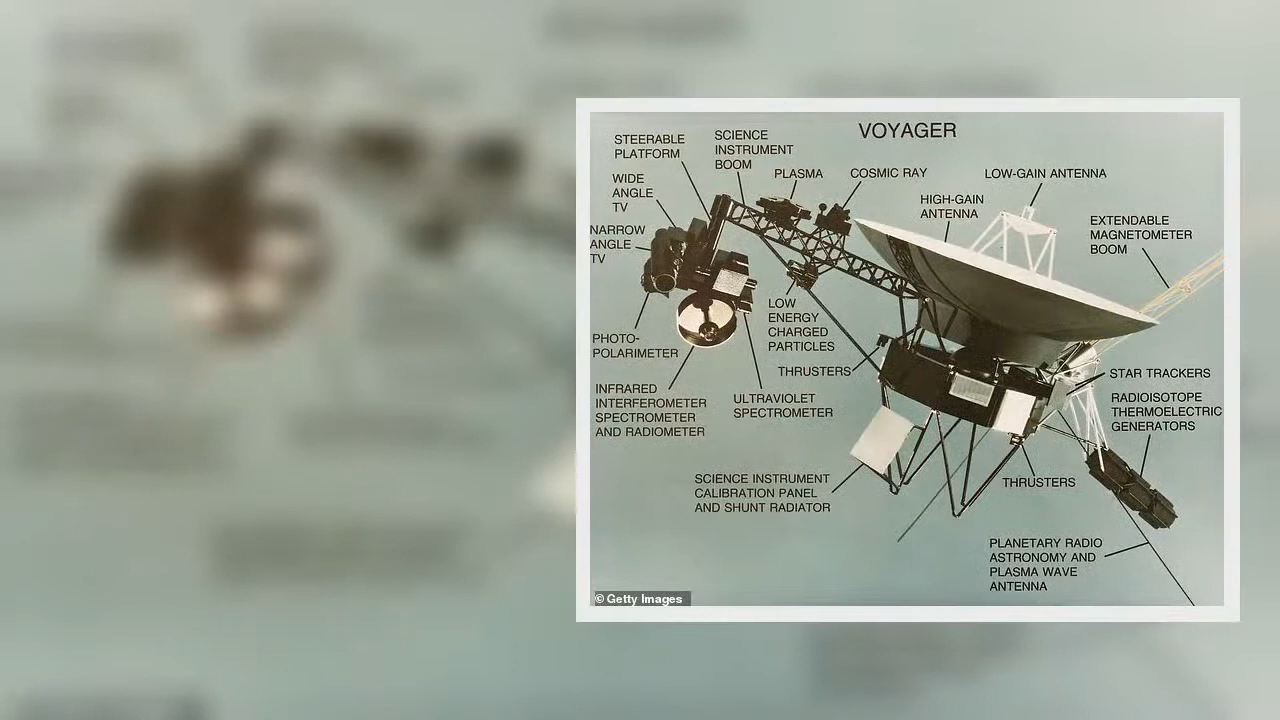 VOYAGER
STEERABLE
PLATFORM
SCIENCE
INSTRUMENT
BOOM
PLASMA
COSMIC RAY
LOW-GAIN ANTENNA
WIDE
ANGLE
TV
HIGH-GAIN
ANTENNA
EXTENDABLE
MAGNETOMETER
BOOM
NARROW
ANGLE
TV
LOW
ENERGY
CHARGED
PARTICLES
PHOTO-
POLARIMETER
THRUSTERS
STAR TRACKERS
INFRARED
INTERFEROMETER
SPECTROMETER
AND RADIOMETER
ULTRAVIOLET
SPECTROMETER
RADIOISOTOPE
THERMOELECTRIC
GENERATORS
SCIENCE INSTRUMENT
CALIBRATION PANEL
AND SHUNT RADIATOR
THRUSTERS
PLANETARY RADIO
ASTRONOMY AND
PLASMA WAVE
ANTENNA
© Getty Images